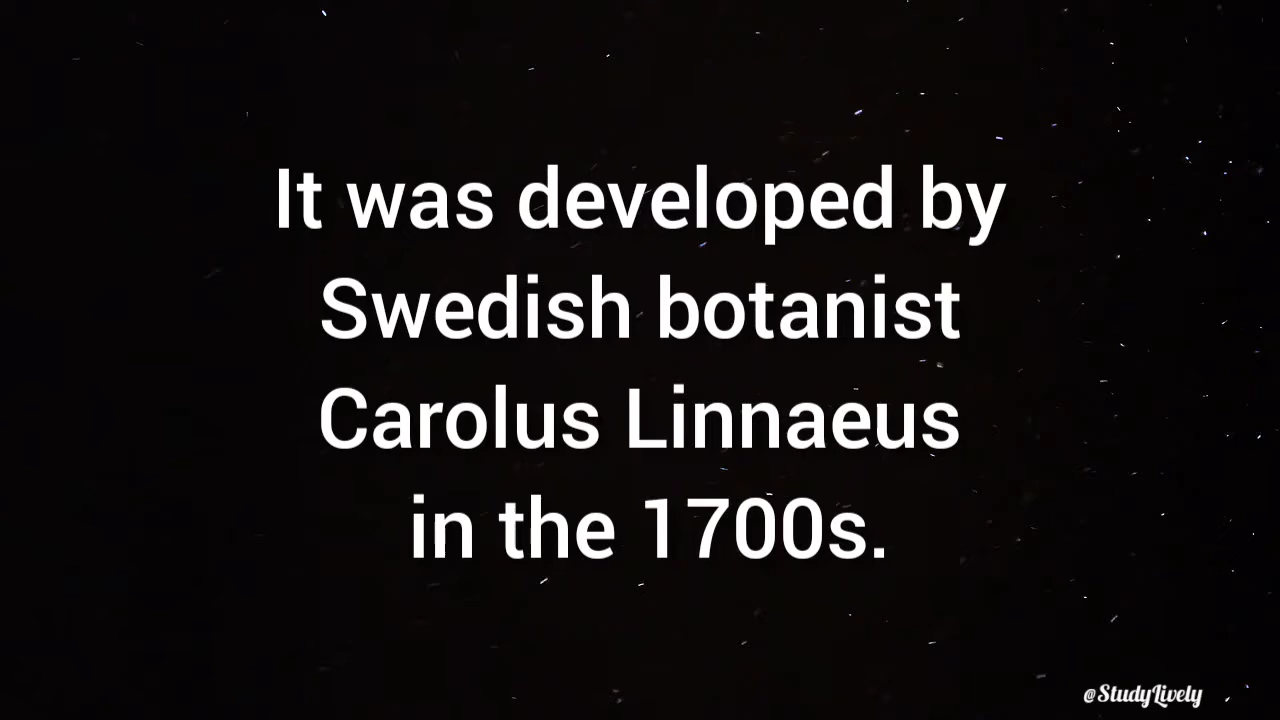 It was developed by
Swedish botanist
Carolus Linnaeus
in the 1700s.
@StudyLively